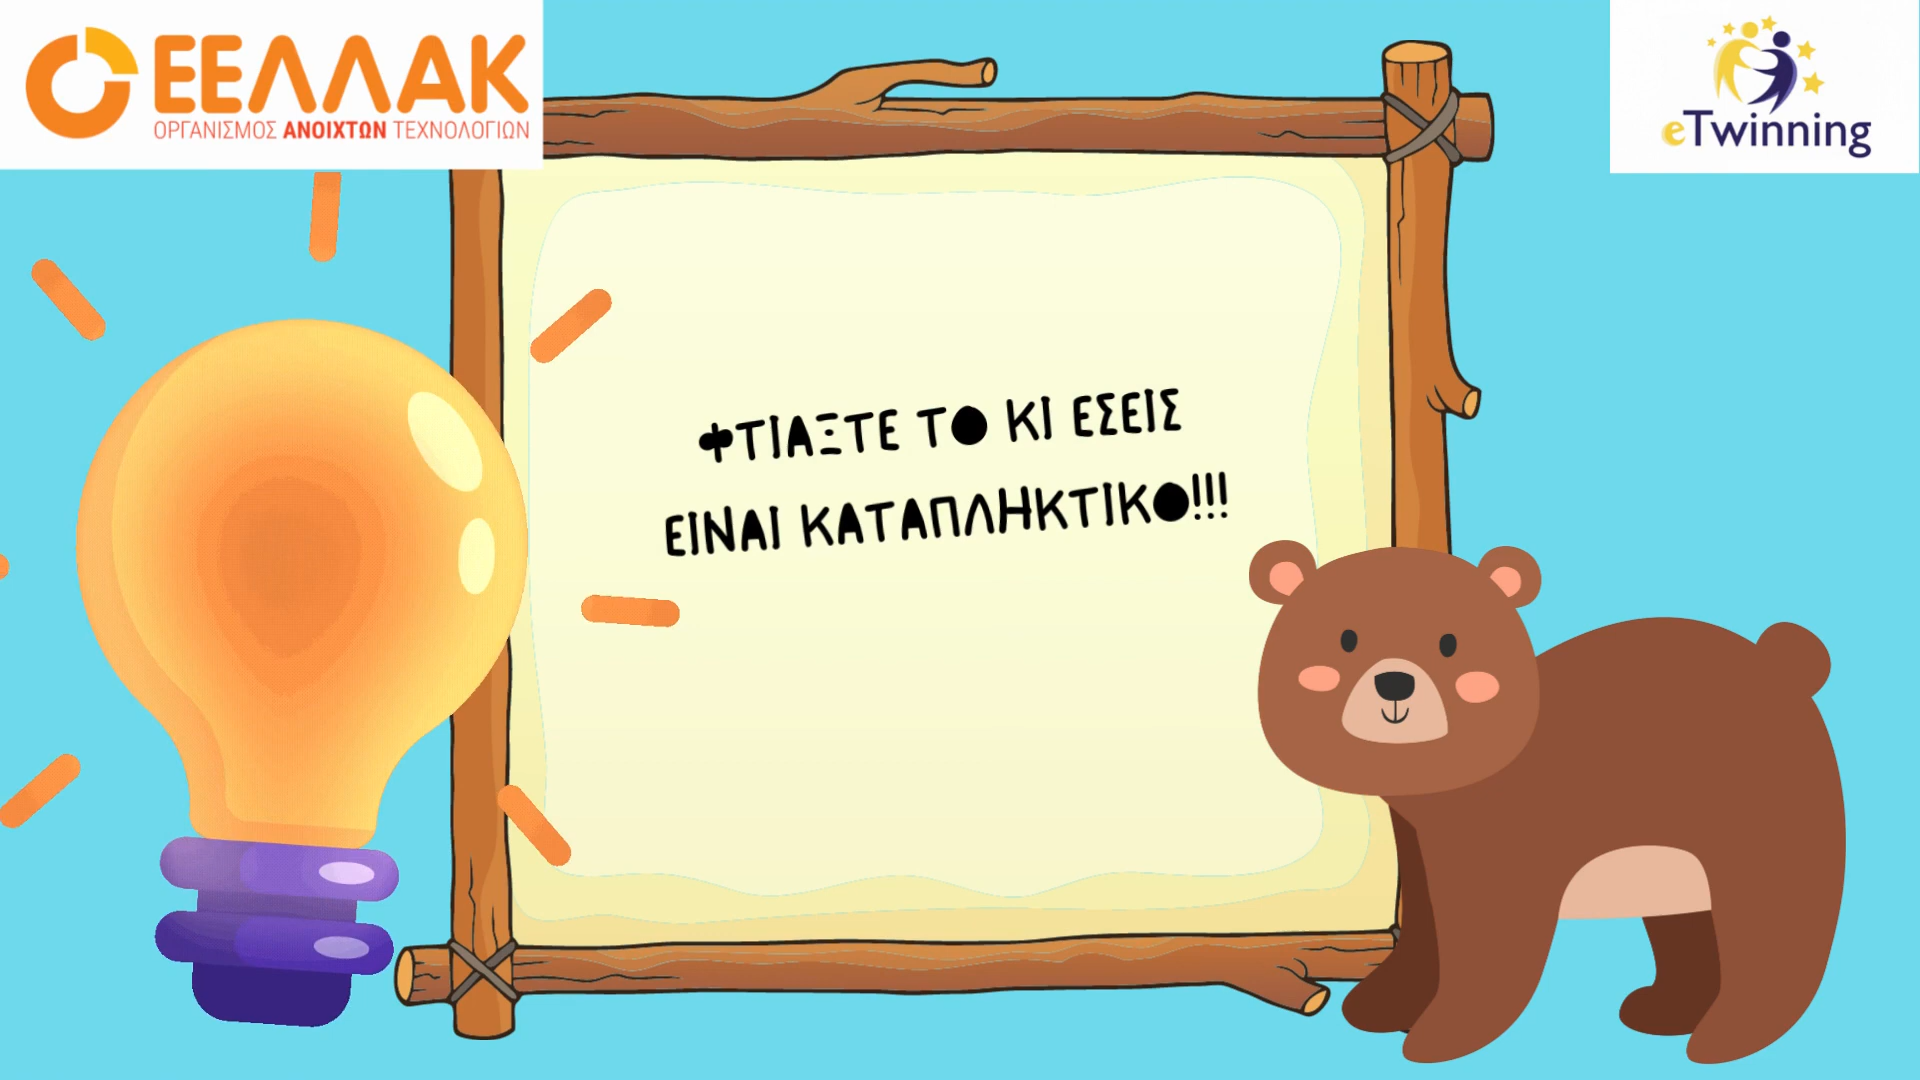 ΕΕΛΛΑΚ
ΟΡΓΑΝΙΣΜΟΣ ΑΝΟΙΧΤΩΝ ΤΕΧΝΟΛΟΓΙΩΝ
eTwinning
ΦΤΙΑΞΤΕ ΤΟ ΚΙ ΕΣΕΙΣ
ΕΙΝΑΙ ΚΑΤΑΠΛΗΚΤΙΚΟ!!!